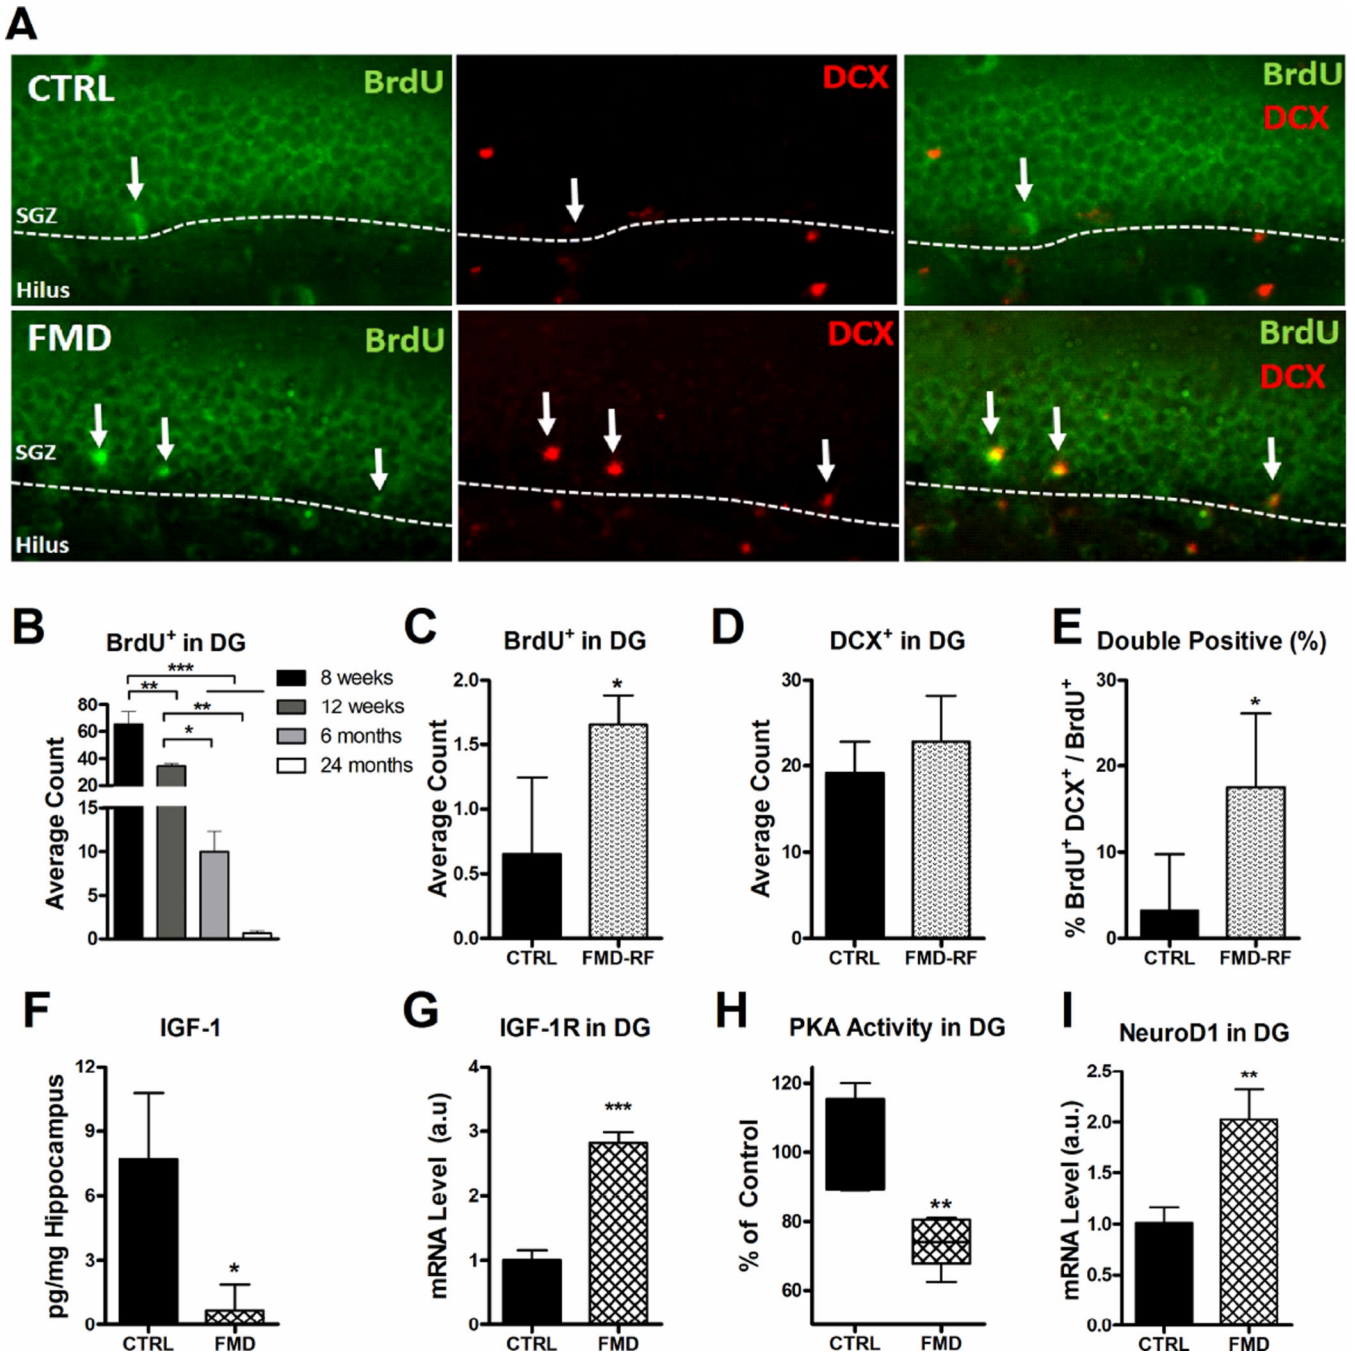 A
CTRL BrdU DCX BrdU
DCX
SGZ
Hilus
FMD BrdU DCX BrdU
DCX
SGZ
Hilus
B
BrdU+ in DG
***
**
**
*
8 weeks
12 weeks
6 months
24 months
Average Count
80
60
40
20
15
10
5
0
C
BrdU+ in DG
*
Average Count
2.0
1.5
1.0
0.5
0.0
CTRL FMD-RF
D
DCX+ in DG
Average Count
30
20
10
0
CTRL FMD-RF
E
Double Positive (%)
*
% BrdU+ DCX+ / BrdU+
30
20
10
0
CTRL FMD-RF
F
IGF-1
*
pg/mg Hippocampus
12
9
6
3
0
CTRL FMD
G
IGF-1R in DG
***
mRNA Level (a.u)
4
3
2
1
0
CTRL FMD
H
PKA Activity in DG
**
% of Control
120
100
80
60
CTRL FMD
I
NeuroD1 in DG
**
mRNA Level (a.u.)
2.5
2.0
1.5
1.0
0.5
0.0
CTRL FMD